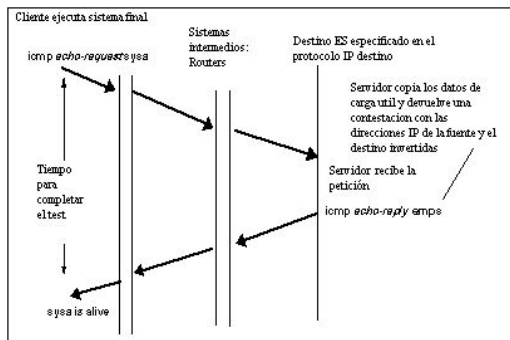 Cliente ejecuta sistema final
icmp echo-request sysa
Sistemas
intermedios:
Routers
Destino ES especificado en el
protocolo IP destino
Servidor copia los datos de
carga util y devuelve una
contestacion con las
direcciones IP de la fuente y el
destino invertidas
Tiempo
para
completar
el test
Servidor recibe la
petición
icmp echo-reply emps
sysa is alive